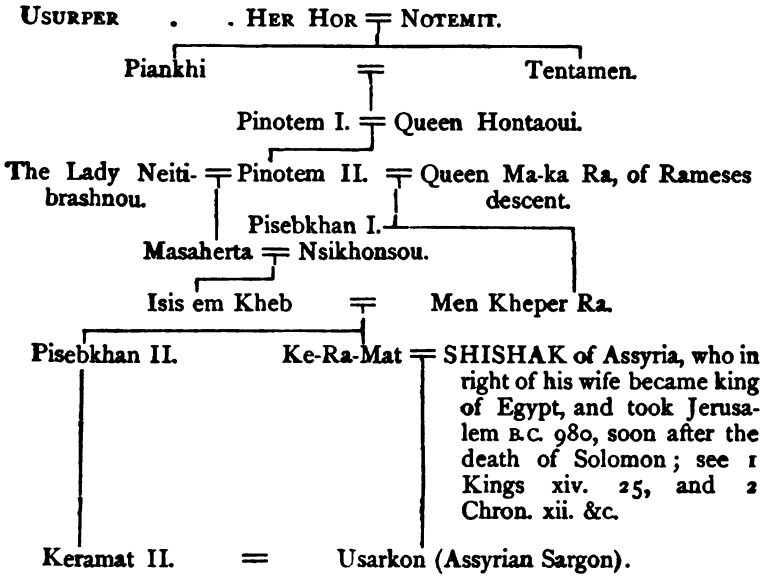 USURPER . . HER HOR = NOTEMIT.
Piankhi = Tentamen.
Pinotem I. = Queen Hontaoui.
The Lady Neiti- = Pinotem II. = Queen Ma-ka Ra, of Rameses
brashnou. descent.
Pisebkhan I.
Masaherta = Nsikhonsou.
Isis em Kheb = Men Kheper Ra.
Pisebkhan II. Ke-Ra-Mat = SHISHAK of Assyria, who in
right of his wife became king
of Egypt, and took Jerusa-
lem B.C. 980, soon after the
death of Solomon; see 1
Kings xiv. 25, and 2
Chron. xii. &c.
Keramat II. = Usarkon (Assyrian Sargon).